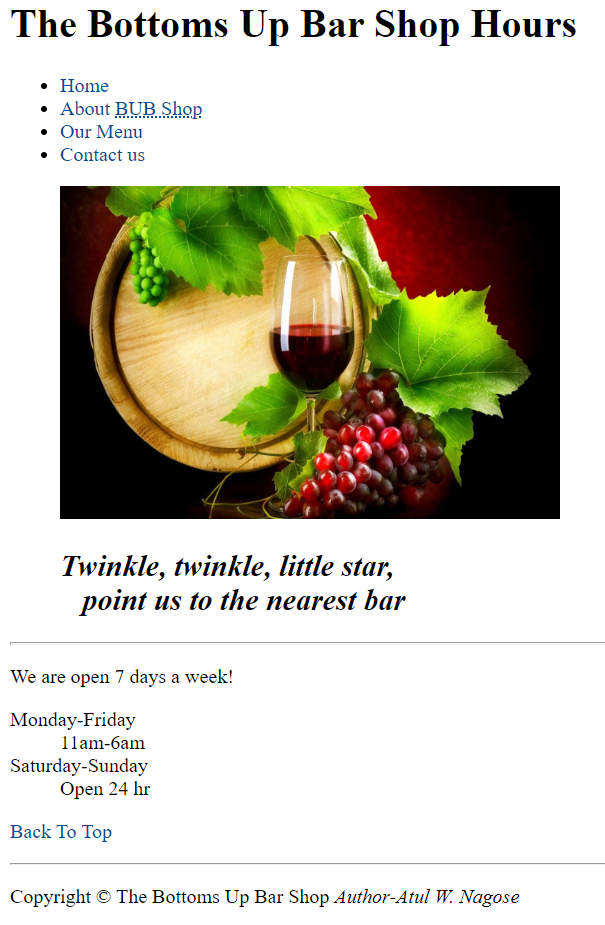 The Bottoms Up Bar Shop Hours
Home
About BUB Shop
Our Menu
Contact us
Twinkle, twinkle, little star,
point us to the nearest bar
We are open 7 days a week!
Monday-Friday
11am-6am
Saturday-Sunday
Open 24 hr
Back To Top
Copyright © The Bottoms Up Bar Shop Author-Atul W. Nagose